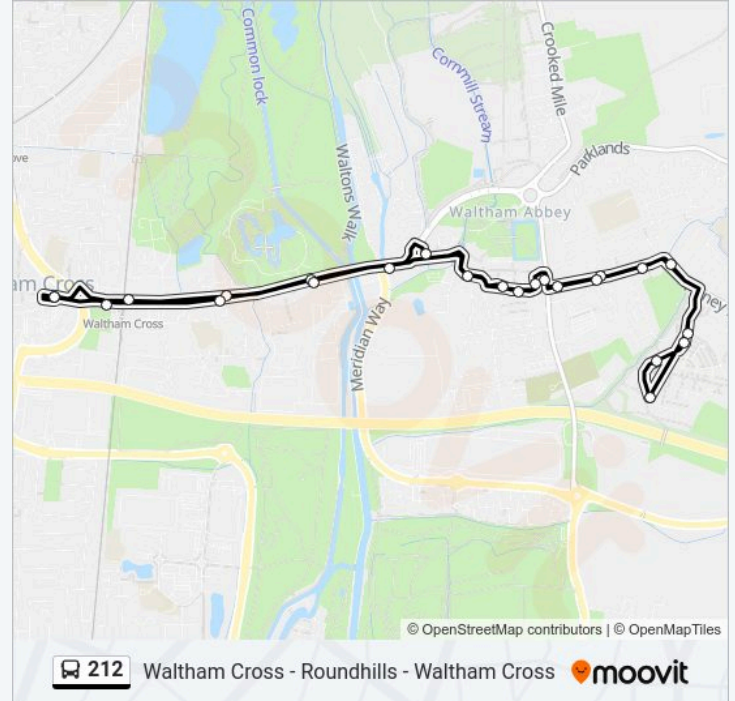 Common lock
Crooked Mile
Cornmill Stream
Parklands
Waltons Walk
Waltham Abbey
am Cross
ney
Waltham Cross
Meridian Way
© OpenStreetMap contributors | © OpenMapTiles
212 Waltham Cross - Roundhills - Waltham Cross moovit